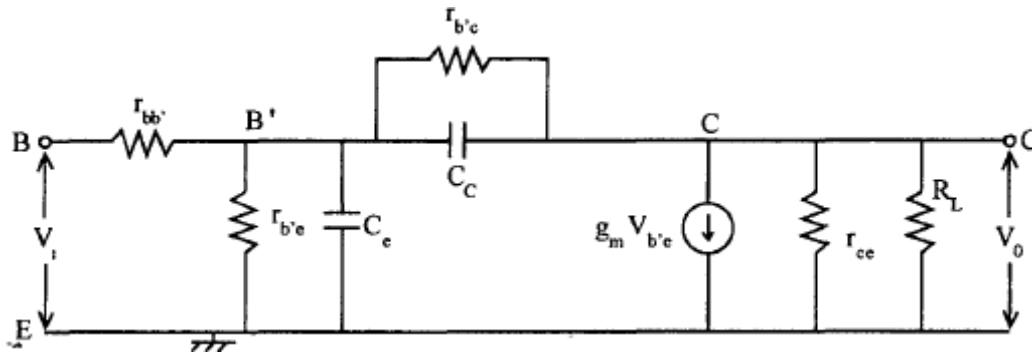 r_b'c
r_bb'
B
B'
C
C
C_C
V_i
r_b'e
C_e
g_m V_b'e
r_ce
R_L
V_0
E